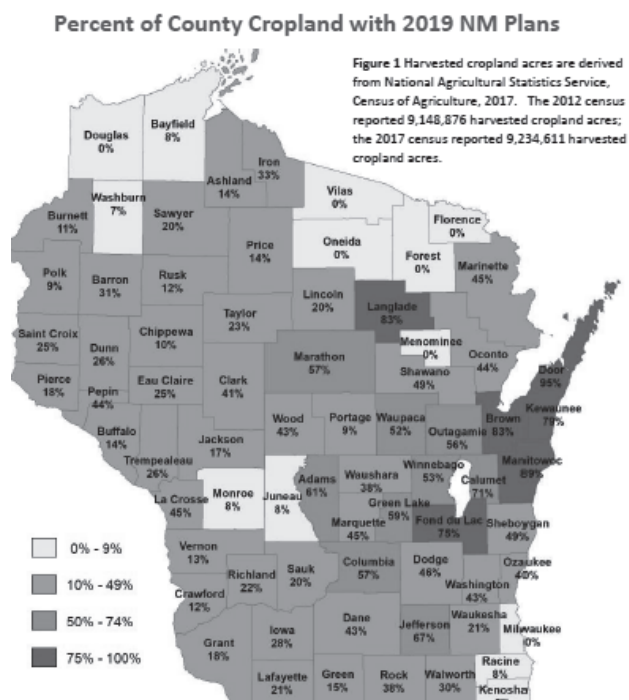 Percent of County Cropland with 2019 NM Plans
Figure 1 Harvested cropland acres are derived
from National Agricultural Statistics Service,
Census of Agriculture, 2017. The 2012 census
reported 9,148,876 harvested cropland acres;
the 2017 census reported 9,234,611 harvested
cropland acres.
Douglas
0%
Bayfield
8%
Iron
33%
Ashland
14%
Vilas
0%
Washburn
7%
Burnett
11%
Sawyer
20%
Florence
0%
Price
14%
Oneida
0%
Forest
0%
Marinette
45%
Polk
9%
Barron
31%
Rusk
12%
Lincoln
20%
Langlade
83%
Taylor
23%
Saint Croix
25%
Dunn
26%
Chippewa
10%
Menominee
0%
Oconto
44%
Marathon
57%
Shawano
49%
Door
95%
Pierce
18%
Pepin
44%
Eau Claire
25%
Clark
41%
Kewaunee
79%
Brown
83%
Wood
43%
Portage
9%
Waupaca
52%
Outagamie
56%
Buffalo
14%
Jackson
17%
Trempealeau
26%
Manitowoc
89%
Winnebago
53%
Calumet
71%
Adams
61%
Waushara
38%
Monroe
8%
Juneau
8%
La Crosse
45%
Green Lake
59%
Marquette
45%
Fond du Lac
75%
Sheboygan
49%
0% - 9%
10% - 49%
50% - 74%
75% - 100%
Vernon
13%
Richland
22%
Sauk
20%
Columbia
57%
Dodge
46%
Ozaukee
40%
Washington
43%
Crawford
12%
Dane
43%
Jefferson
67%
Waukesha
21%
Milwaukee
0%
Grant
18%
Iowa
28%
Lafayette
21%
Green
15%
Rock
38%
Walworth
30%
Racine
8%
Kenosha